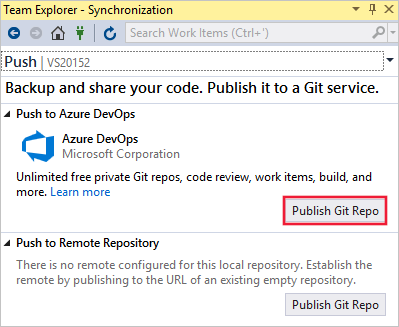 Team Explorer - Synchronization
Search Work Items (Ctrl+')
Push | VS20152
Backup and share your code. Publish it to a Git service.
Push to Azure DevOps
Azure DevOps
Microsoft Corporation
Unlimited free private Git repos, code review, work items, build, and
more. Learn more
Publish Git Repo
Push to Remote Repository
There is no remote configured for this local repository. Establish the
remote by publishing to the URL of an existing empty repository.
Publish Git Repo